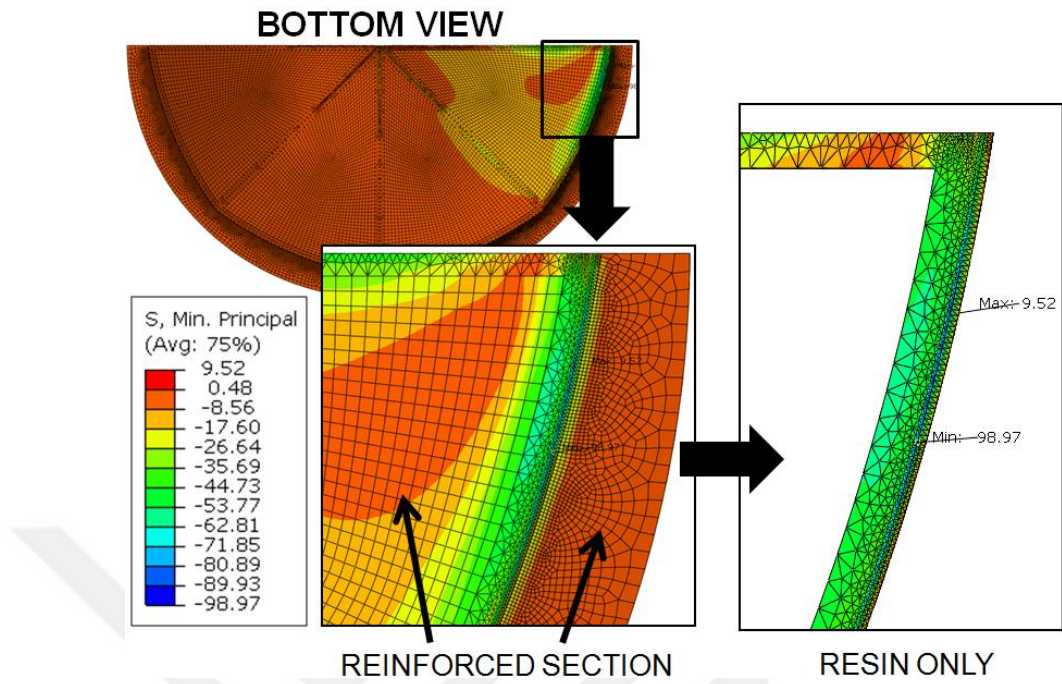 BOTTOM VIEW
S, Min. Principal
(Avg: 75%)
9.52
0.48
-8.56
-17.60
-26.64
-35.69
-44.73
-53.77
-62.81
-71.85
-80.89
-89.93
-98.97
Max: 9.52
Min: -98.97
REINFORCED SECTION
RESIN ONLY